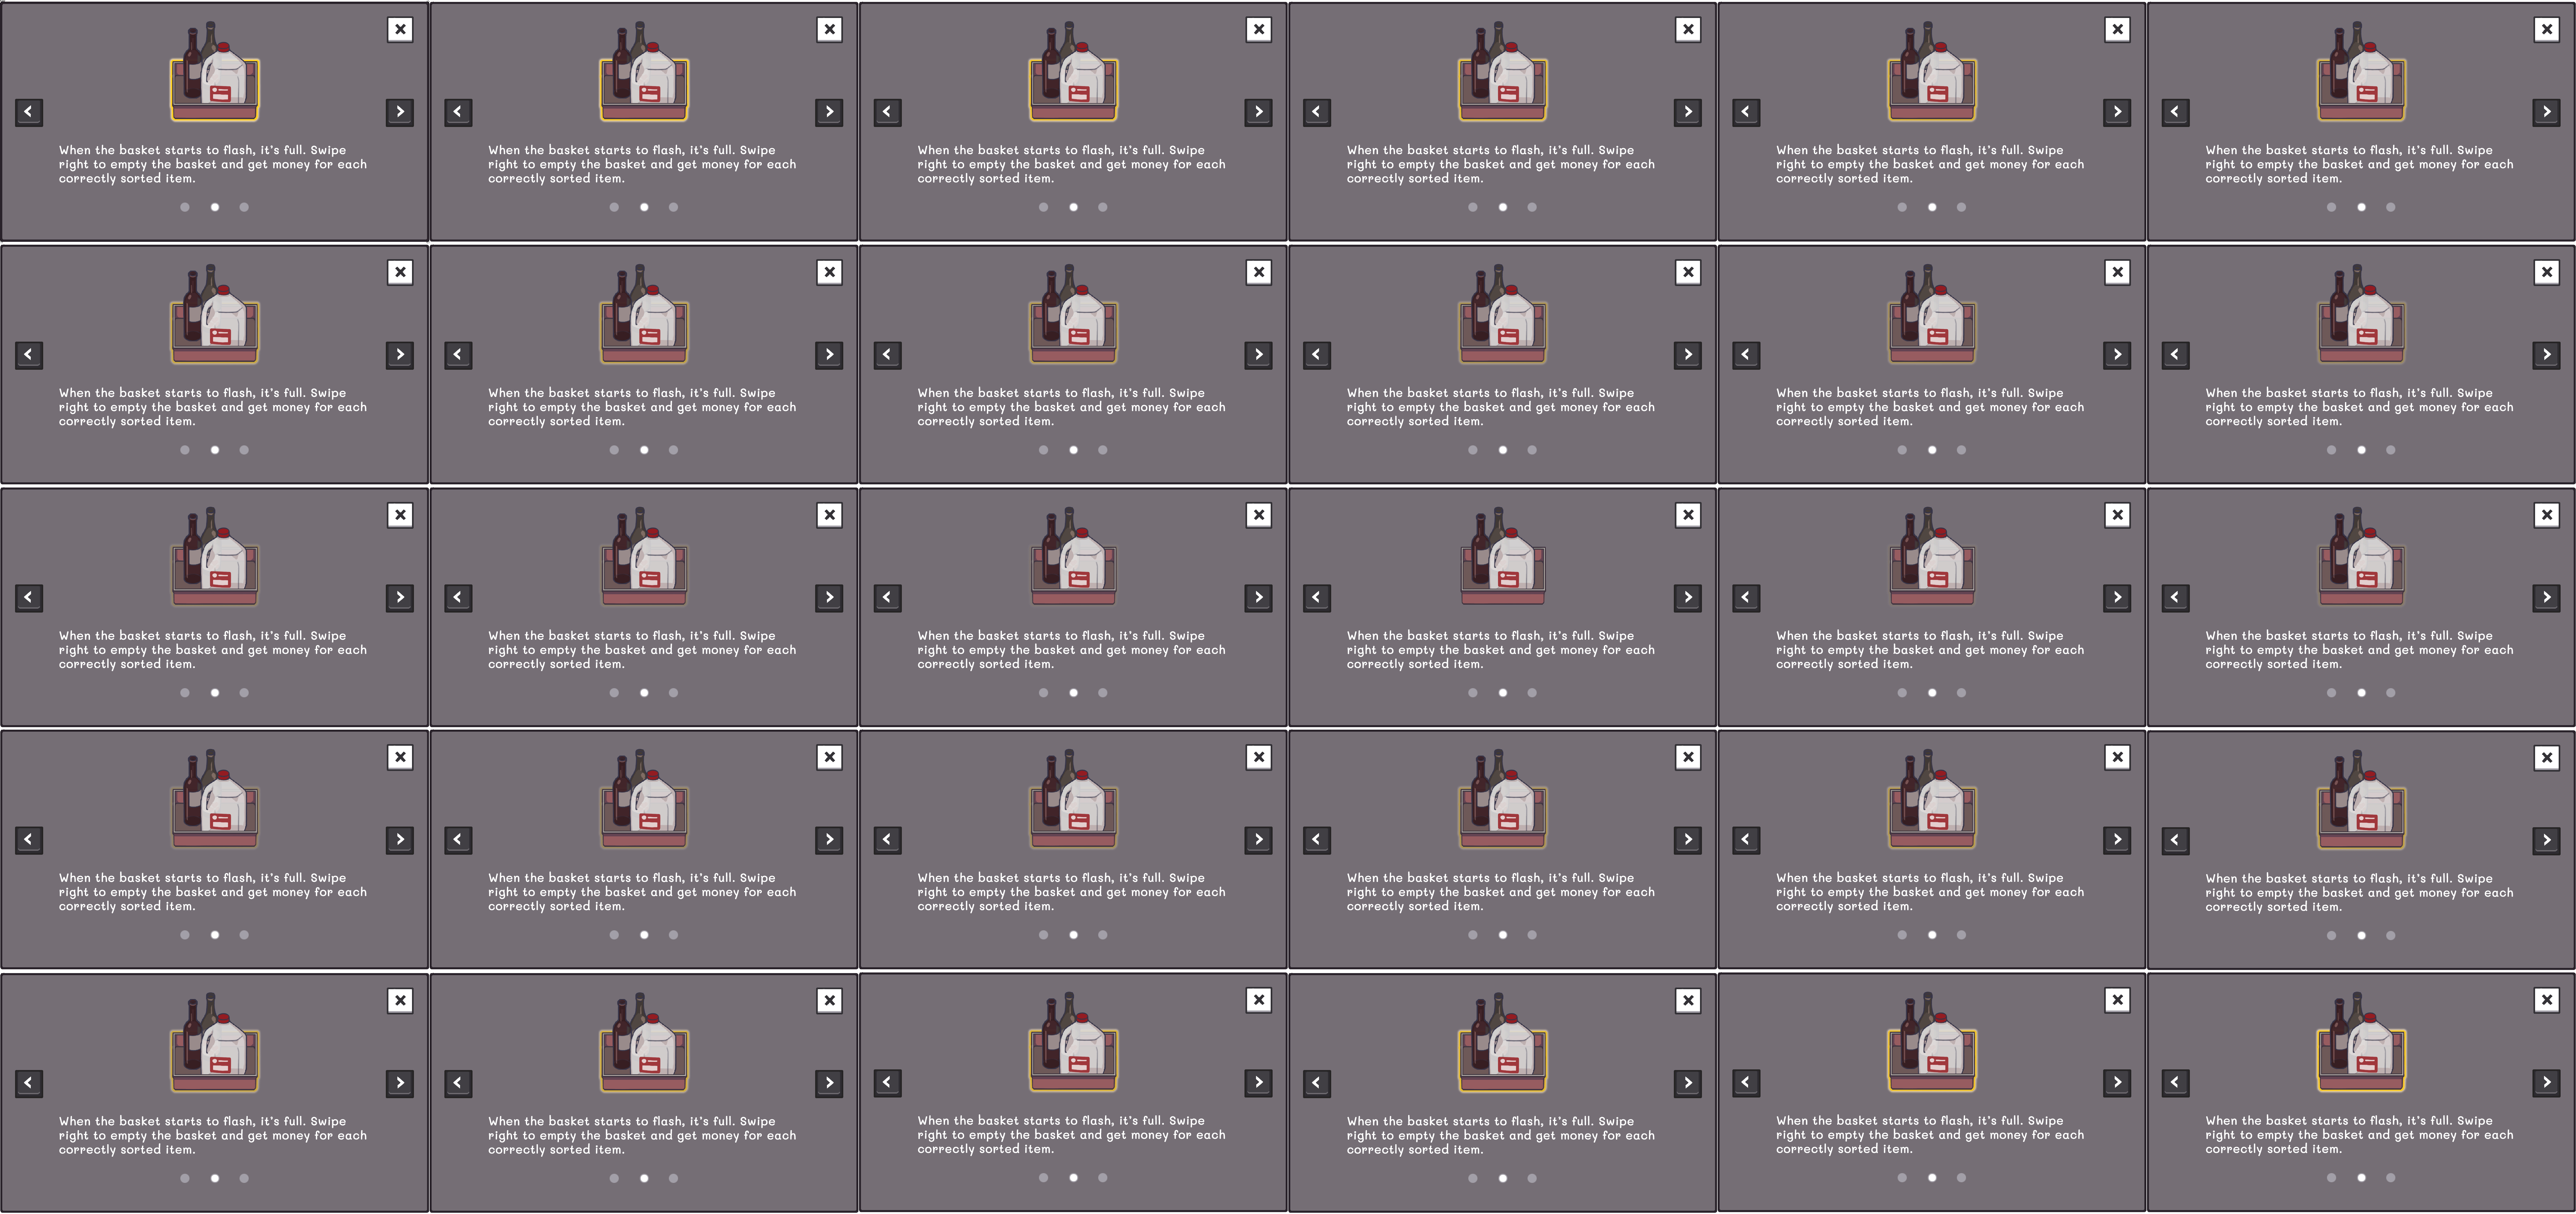 When the basket starts to flash, it's full. Swipe
right to empty the basket and get money for each
correctly sorted item.
When the basket starts to flash, it's full. Swipe
right to empty the basket and get money for each
correctly sorted item.
When the basket starts to flash, it's full. Swipe
right to empty the basket and get money for each
correctly sorted item.
When the basket starts to flash, it's full. Swipe
right to empty the basket and get money for each
correctly sorted item.
When the basket starts to flash, it's full. Swipe
right to empty the basket and get money for each
correctly sorted item.
When the basket starts to flash, it's full. Swipe
right to empty the basket and get money for each
correctly sorted item.
When the basket starts to flash, it's full. Swipe
right to empty the basket and get money for each
correctly sorted item.
When the basket starts to flash, it's full. Swipe
right to empty the basket and get money for each
correctly sorted item.
When the basket starts to flash, it's full. Swipe
right to empty the basket and get money for each
correctly sorted item.
When the basket starts to flash, it's full. Swipe
right to empty the basket and get money for each
correctly sorted item.
When the basket starts to flash, it's full. Swipe
right to empty the basket and get money for each
correctly sorted item.
When the basket starts to flash, it's full. Swipe
right to empty the basket and get money for each
correctly sorted item.
When the basket starts to flash, it's full. Swipe
right to empty the basket and get money for each
correctly sorted item.
When the basket starts to flash, it's full. Swipe
right to empty the basket and get money for each
correctly sorted item.
When the basket starts to flash, it's full. Swipe
right to empty the basket and get money for each
correctly sorted item.
When the basket starts to flash, it's full. Swipe
right to empty the basket and get money for each
correctly sorted item.
When the basket starts to flash, it's full. Swipe
right to empty the basket and get money for each
correctly sorted item.
When the basket starts to flash, it's full. Swipe
right to empty the basket and get money for each
correctly sorted item.
When the basket starts to flash, it's full. Swipe
right to empty the basket and get money for each
correctly sorted item.
When the basket starts to flash, it's full. Swipe
right to empty the basket and get money for each
correctly sorted item.
When the basket starts to flash, it's full. Swipe
right to empty the basket and get money for each
correctly sorted item.
When the basket starts to flash, it's full. Swipe
right to empty the basket and get money for each
correctly sorted item.
When the basket starts to flash, it's full. Swipe
right to empty the basket and get money for each
correctly sorted item.
When the basket starts to flash, it's full. Swipe
right to empty the basket and get money for each
correctly sorted item.
When the basket starts to flash, it's full. Swipe
right to empty the basket and get money for each
correctly sorted item.
When the basket starts to flash, it's full. Swipe
right to empty the basket and get money for each
correctly sorted item.
When the basket starts to flash, it's full. Swipe
right to empty the basket and get money for each
correctly sorted item.
When the basket starts to flash, it's full. Swipe
right to empty the basket and get money for each
correctly sorted item.
When the basket starts to flash, it's full. Swipe
right to empty the basket and get money for each
correctly sorted item.
When the basket starts to flash, it's full. Swipe
right to empty the basket and get money for each
correctly sorted item.